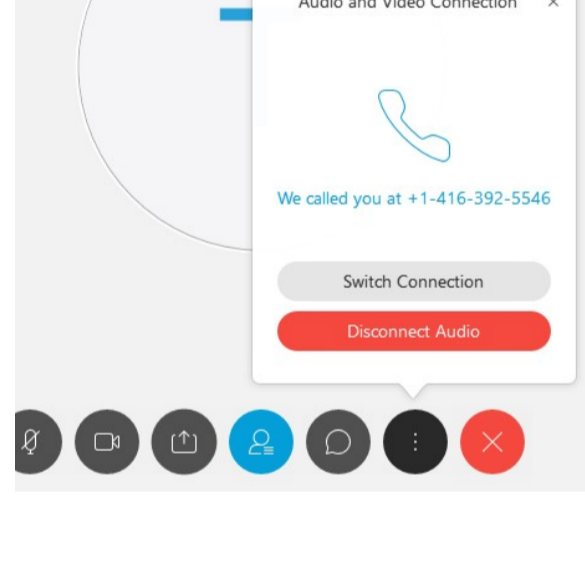 Audio and Video Connection
We called you at +1-416-392-5546
Switch Connection
Disconnect Audio